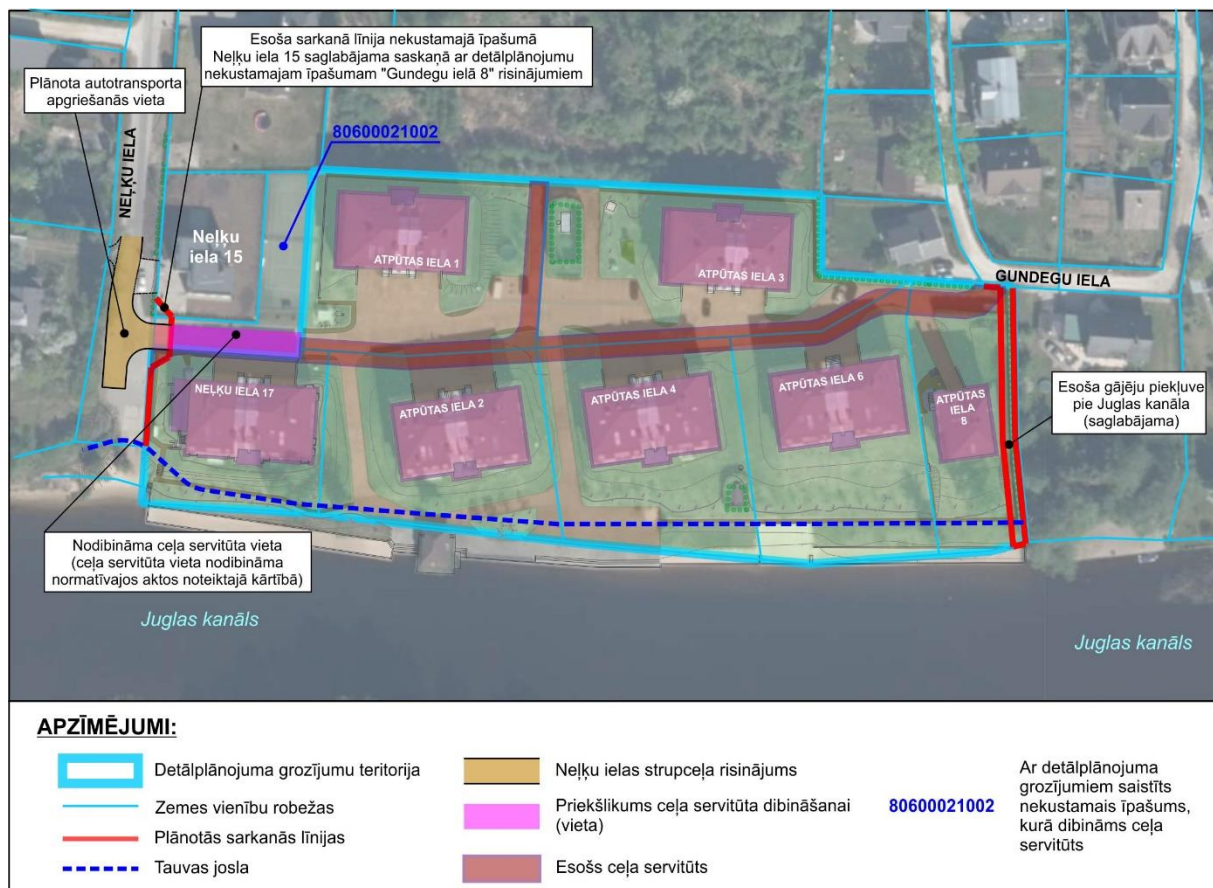 Esoša sarkanā līnija nekustamajā īpašumā
Neļķu iela 15 saglabājama saskaņā ar detālplānojumu
nekustamajam īpašumam "Gundegu ielā 8" risinājumiem
Plānota autotransporta
apgriešanās vieta
80600021002
NEĻĶU IELA
Neļķu
iela 15
ATPŪTAS IELA 1
ATPŪTAS IELA 3
GUNDEGU IELA
NEĻĶU IELA 17
ATPŪTAS IELA 2
ATPŪTAS IELA 4
ATPŪTAS IELA 6
ATPŪTAS
IELA
8
Esoša gājēju piekļuve
pie Juglas kanāla
(saglabājama)
Nodibināma ceļa servitūta vieta
(ceļa servitūta vieta nodibināma
normatīvajos aktos noteiktajā kārtībā)
Juglas kanāls
Juglas kanāls
APZĪMĒJUMI:
Detālplānojuma grozījumu teritorija
Zemes vienību robežas
Plānotās sarkanās līnijas
Tauvas josla
Neļķu ielas strupceļa risinājums
Priekšlikums ceļa servitūta dibināšanai
(vieta)
Esošs ceļa servitūts
80600021002
Ar detālplānojuma
grozījumiem saistīts
nekustamais īpašums,
kurā dibināms ceļa
servitūts